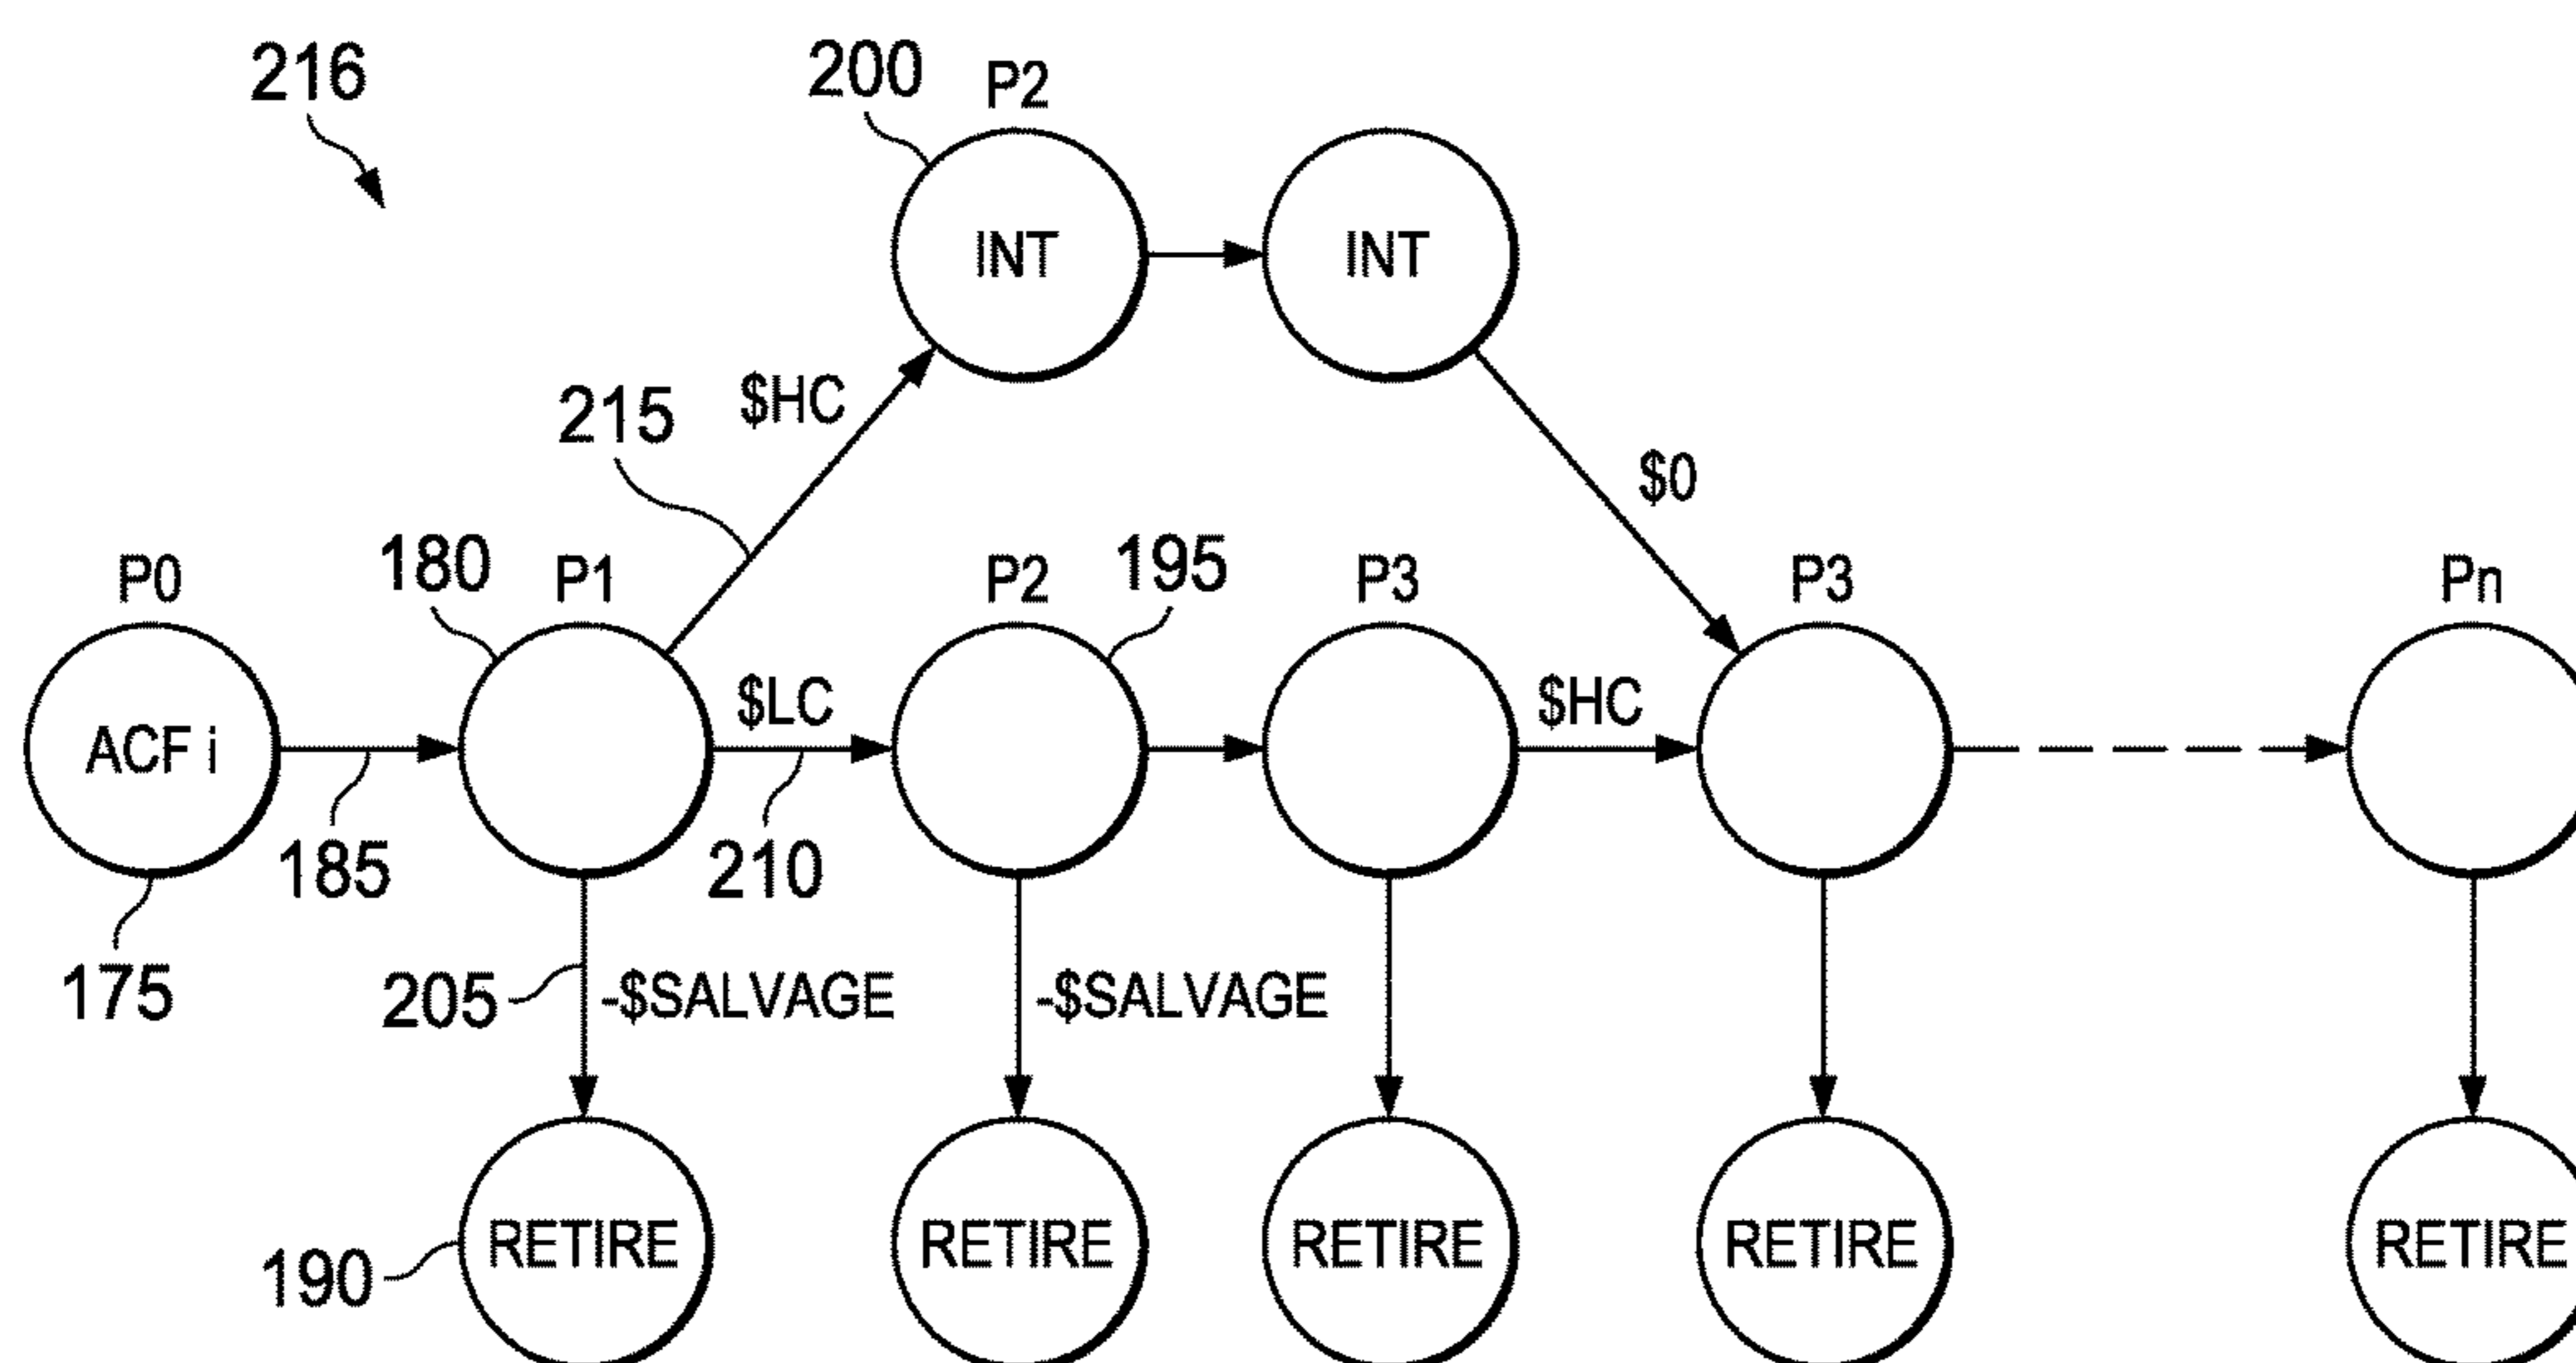 216
200
P2
INT
INT
215
$HC
$0
P0
180
P1
P2
195
P3
P3
Pn
ACF i
$LC
$HC
185
210
175
205
-$SALVAGE
-$SALVAGE
190
RETIRE
RETIRE
RETIRE
RETIRE
RETIRE